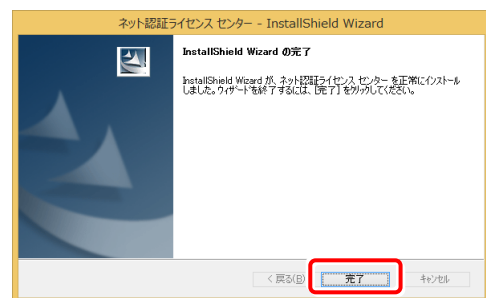 ネット認証ライセンス センター - InstallShield Wizard
InstallShield Wizard の完了
InstallShield Wizard が、ネット認証ライセンス センター を正常にインストール
しました。ウィザードを終了するには、[完了] をクリックしてください。
< 戻る(B)
完了
キャンセル